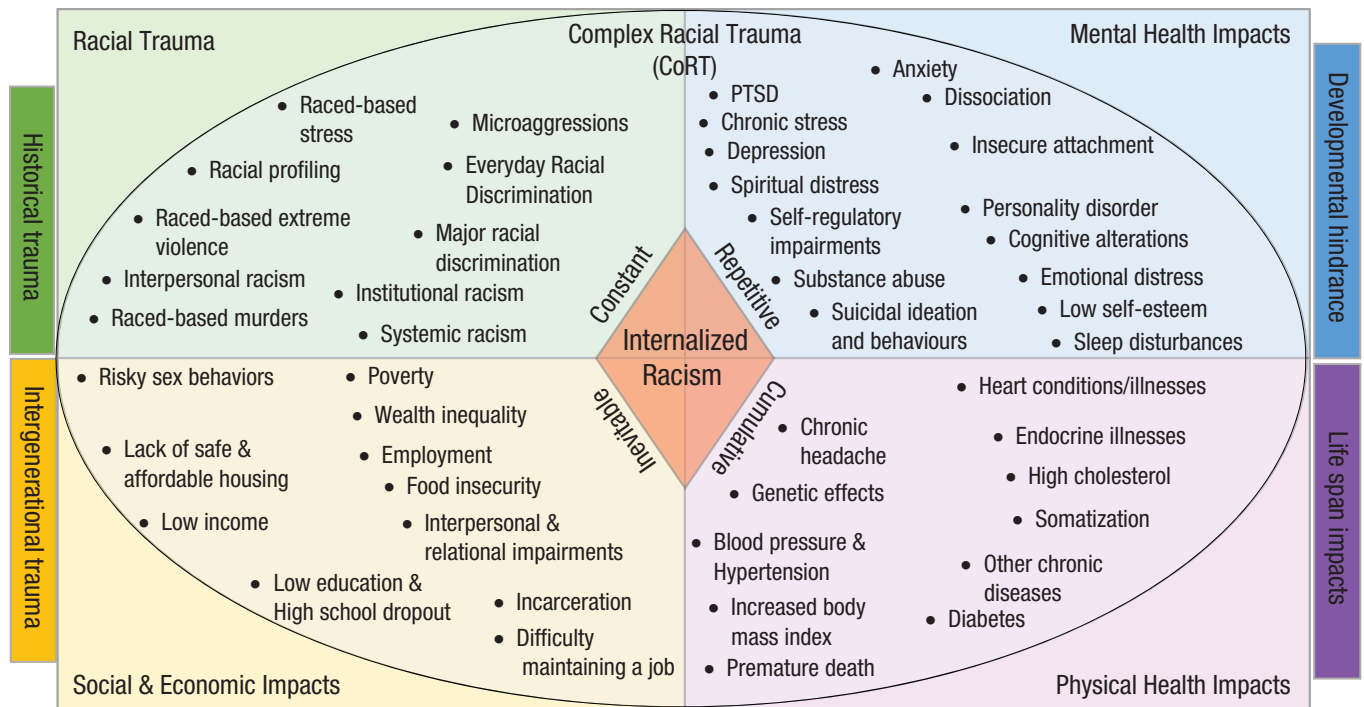 Racial Trauma
Complex Racial Trauma
(CoRT)
Mental Health Impacts
Historical trauma
• Raced-based
stress
• Microaggressions
• Racial profiling
• Everyday Racial
Discrimination
• Raced-based extreme
violence
• Major racial
discrimination
• Interpersonal racism
• Institutional racism
• Raced-based murders
• Systemic racism
• Anxiety
• PTSD
• Dissociation
• Chronic stress
• Depression
• Insecure attachment
• Spiritual distress
• Personality disorder
• Self-regulatory
impairments
• Cognitive alterations
• Substance abuse
• Emotional distress
• Suicidal ideation
and behaviours
• Low self-esteem
• Sleep disturbances
Developmental hindrance
Constant
Repetitive
Internalized
Racism
Inevitable
Cumulative
Intergenerational trauma
• Risky sex behaviors
• Poverty
• Wealth inequality
• Lack of safe &
affordable housing
• Employment
• Food insecurity
• Low income
• Interpersonal &
relational impairments
• Low education &
High school dropout
• Incarceration
• Difficulty
maintaining a job
Social & Economic Impacts
• Heart conditions/illnesses
• Chronic
headache
• Endocrine illnesses
• High cholesterol
• Genetic effects
• Somatization
• Blood pressure &
Hypertension
• Other chronic
diseases
• Increased body
mass index
• Diabetes
• Premature death
Physical Health Impacts
Life span impacts